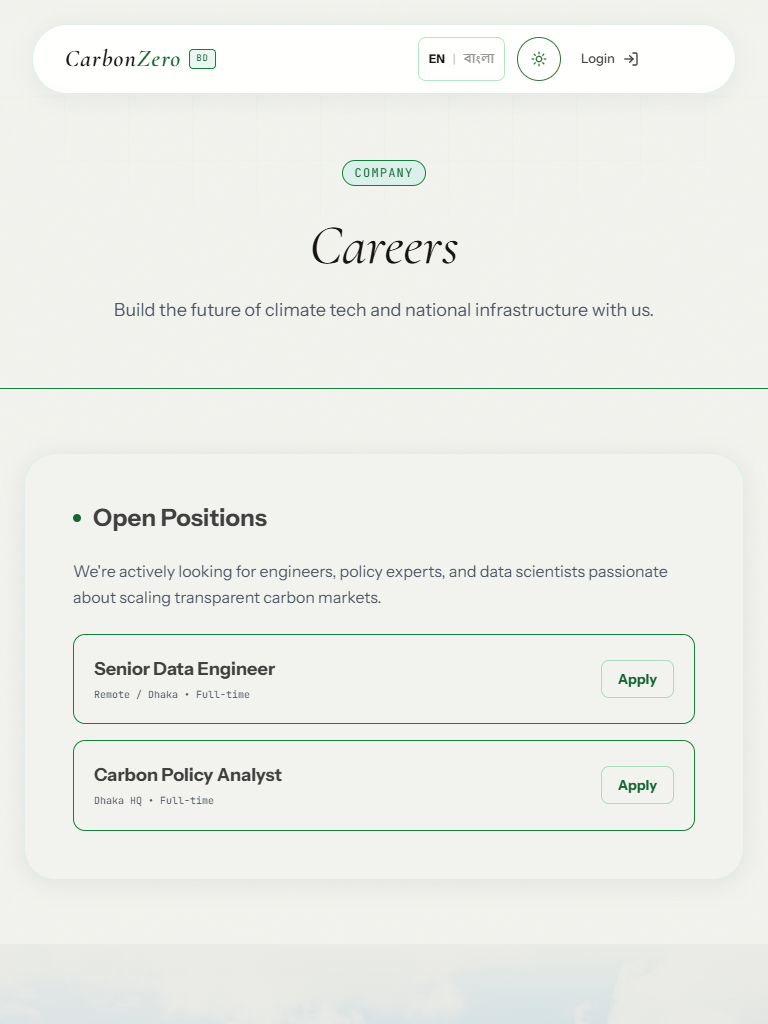 CarbonZero BD
EN | বাংলা
Login
COMPANY
Careers
Build the future of climate tech and national infrastructure with us.
Open Positions
We're actively looking for engineers, policy experts, and data scientists passionate
about scaling transparent carbon markets.
Senior Data Engineer
Remote / Dhaka • Full-time
Apply
Carbon Policy Analyst
Dhaka HQ • Full-time
Apply